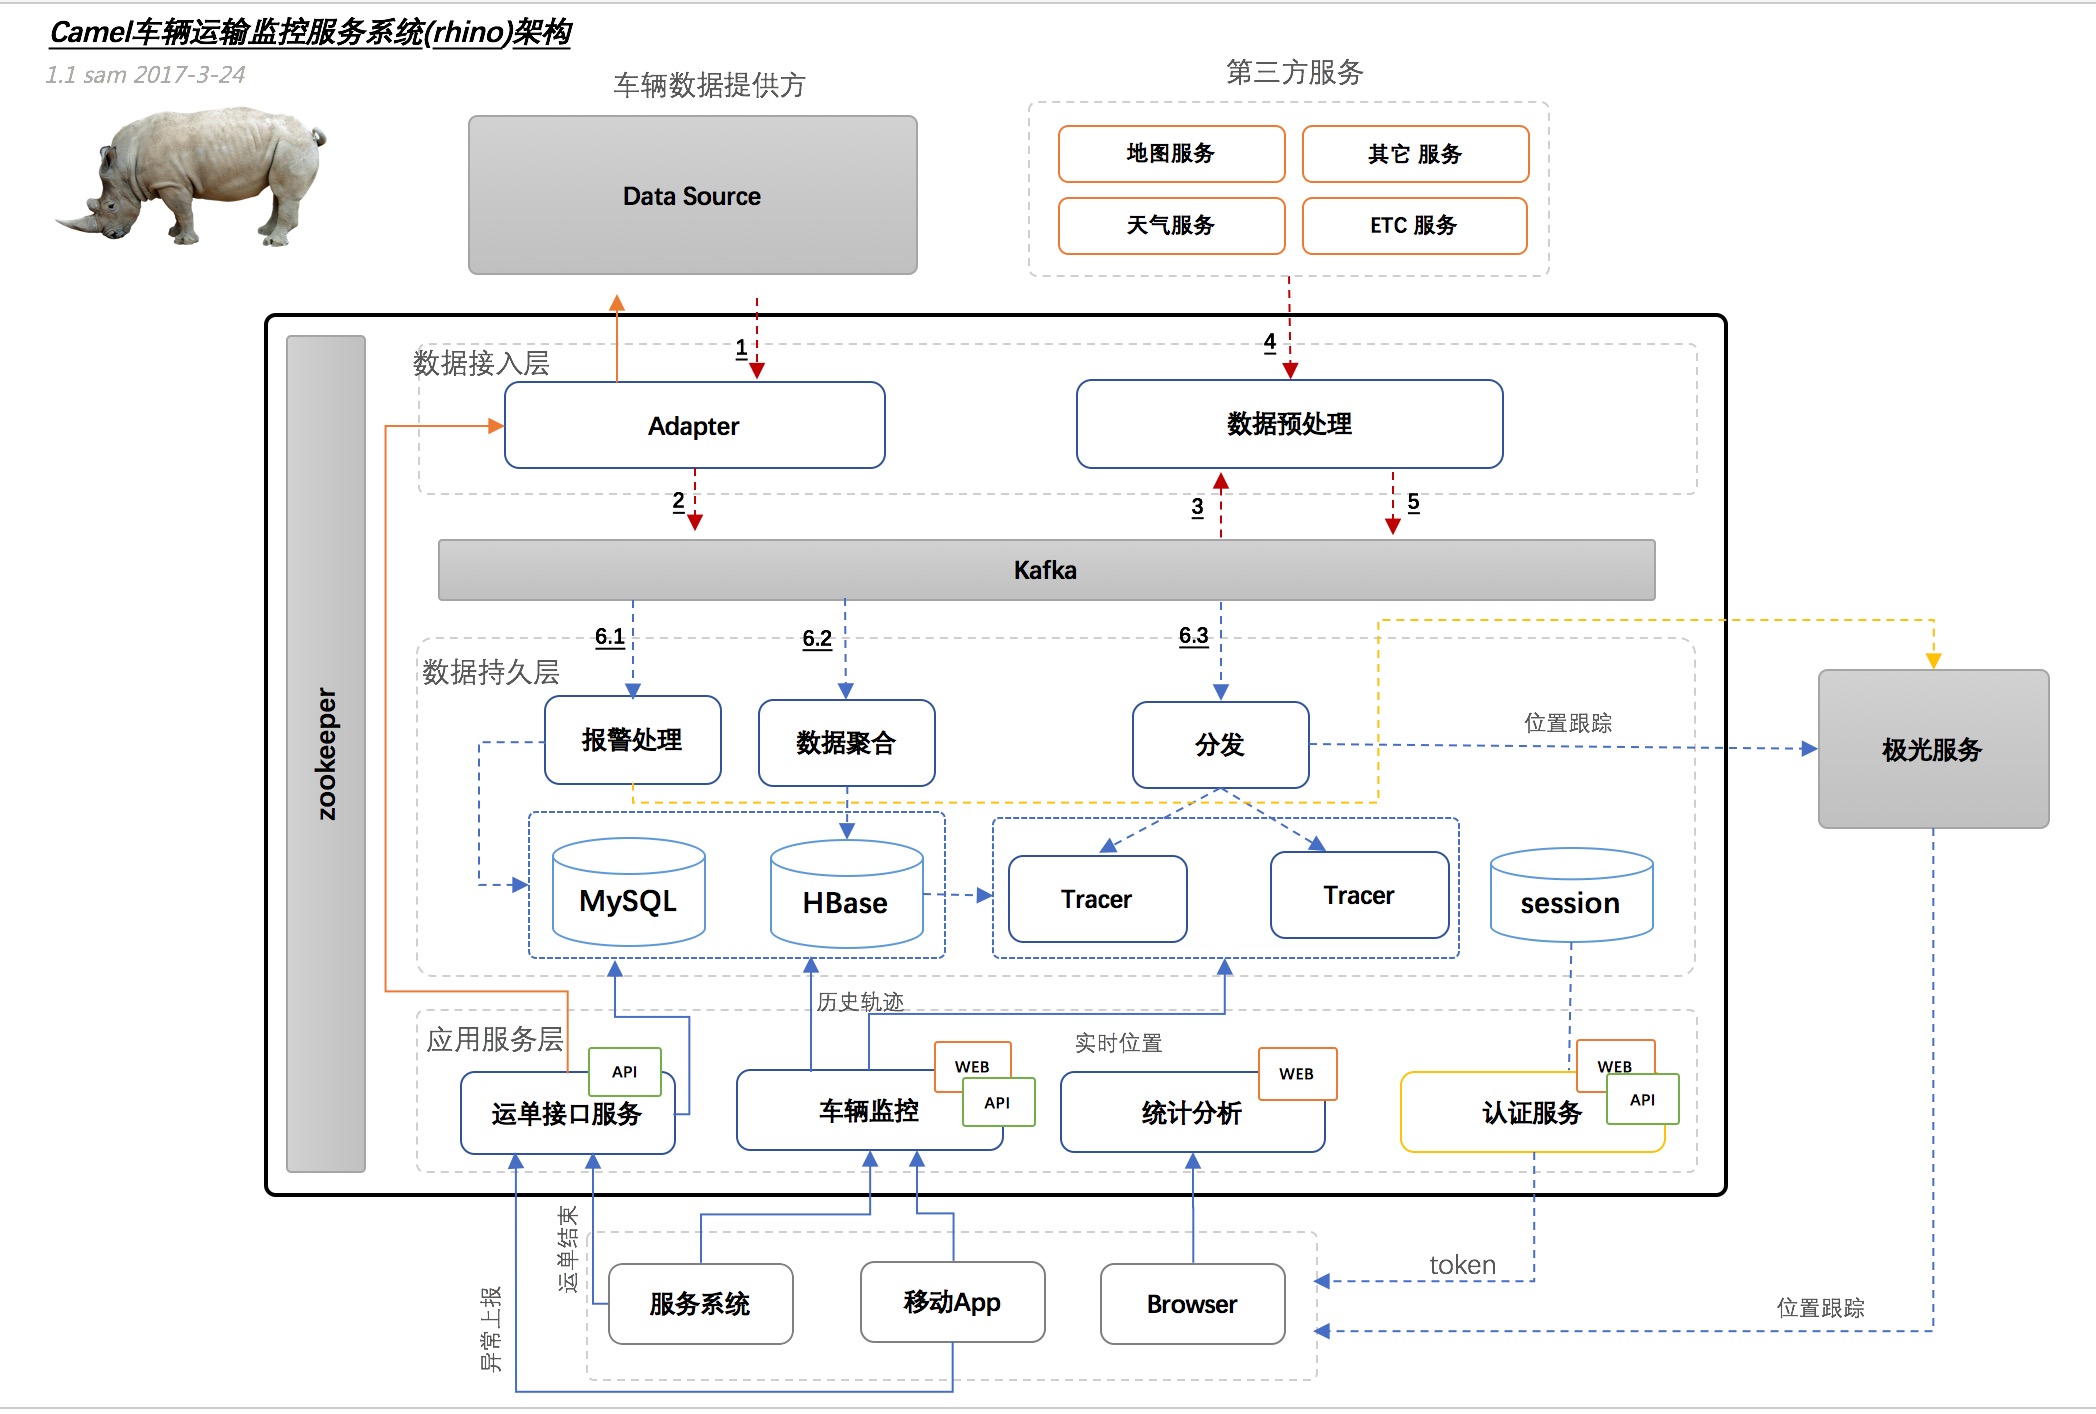 Camel车辆运输监控服务系统(rhino)架构
1.1 sam 2017-3-24
车辆数据提供方
第三方服务
Data Source
地图服务
其它 服务
天气服务
ETC 服务
zookeeper
数据接入层
1
4
Adapter
数据预处理
2
3
5
Kafka
6.1
6.2
6.3
数据持久层
报警处理
数据聚合
分发
位置跟踪
极光服务
MySQL
HBase
Tracer
Tracer
session
历史轨迹
应用服务层
实时位置
API
WEB
API
WEB
WEB
API
运单接口服务
车辆监控
统计分析
认证服务
运单结束
异常上报
token
服务系统
移动App
Browser
位置跟踪